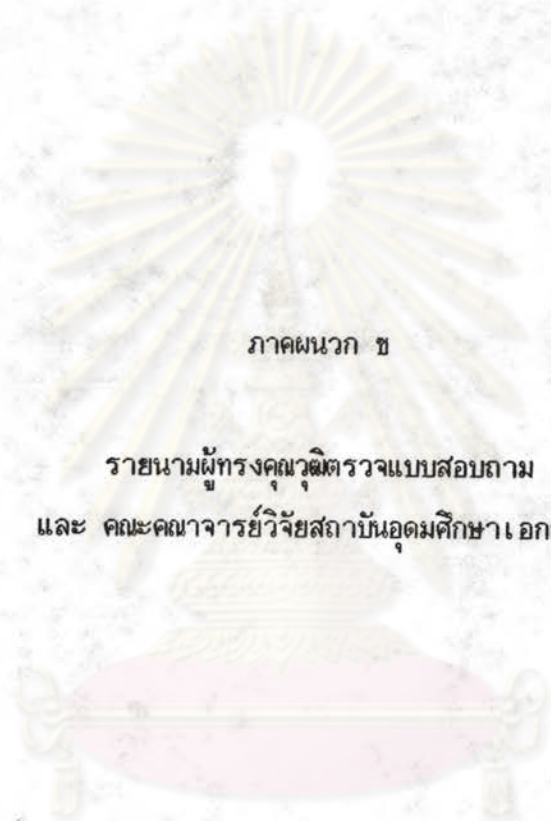 ภาคผนวก ข
รายนามผู้ทรงคุณวุฒิตรวจแบบสอบถาม
และ คณะคณาจารย์วิจัยสถาบันอุดมศึกษาเอก